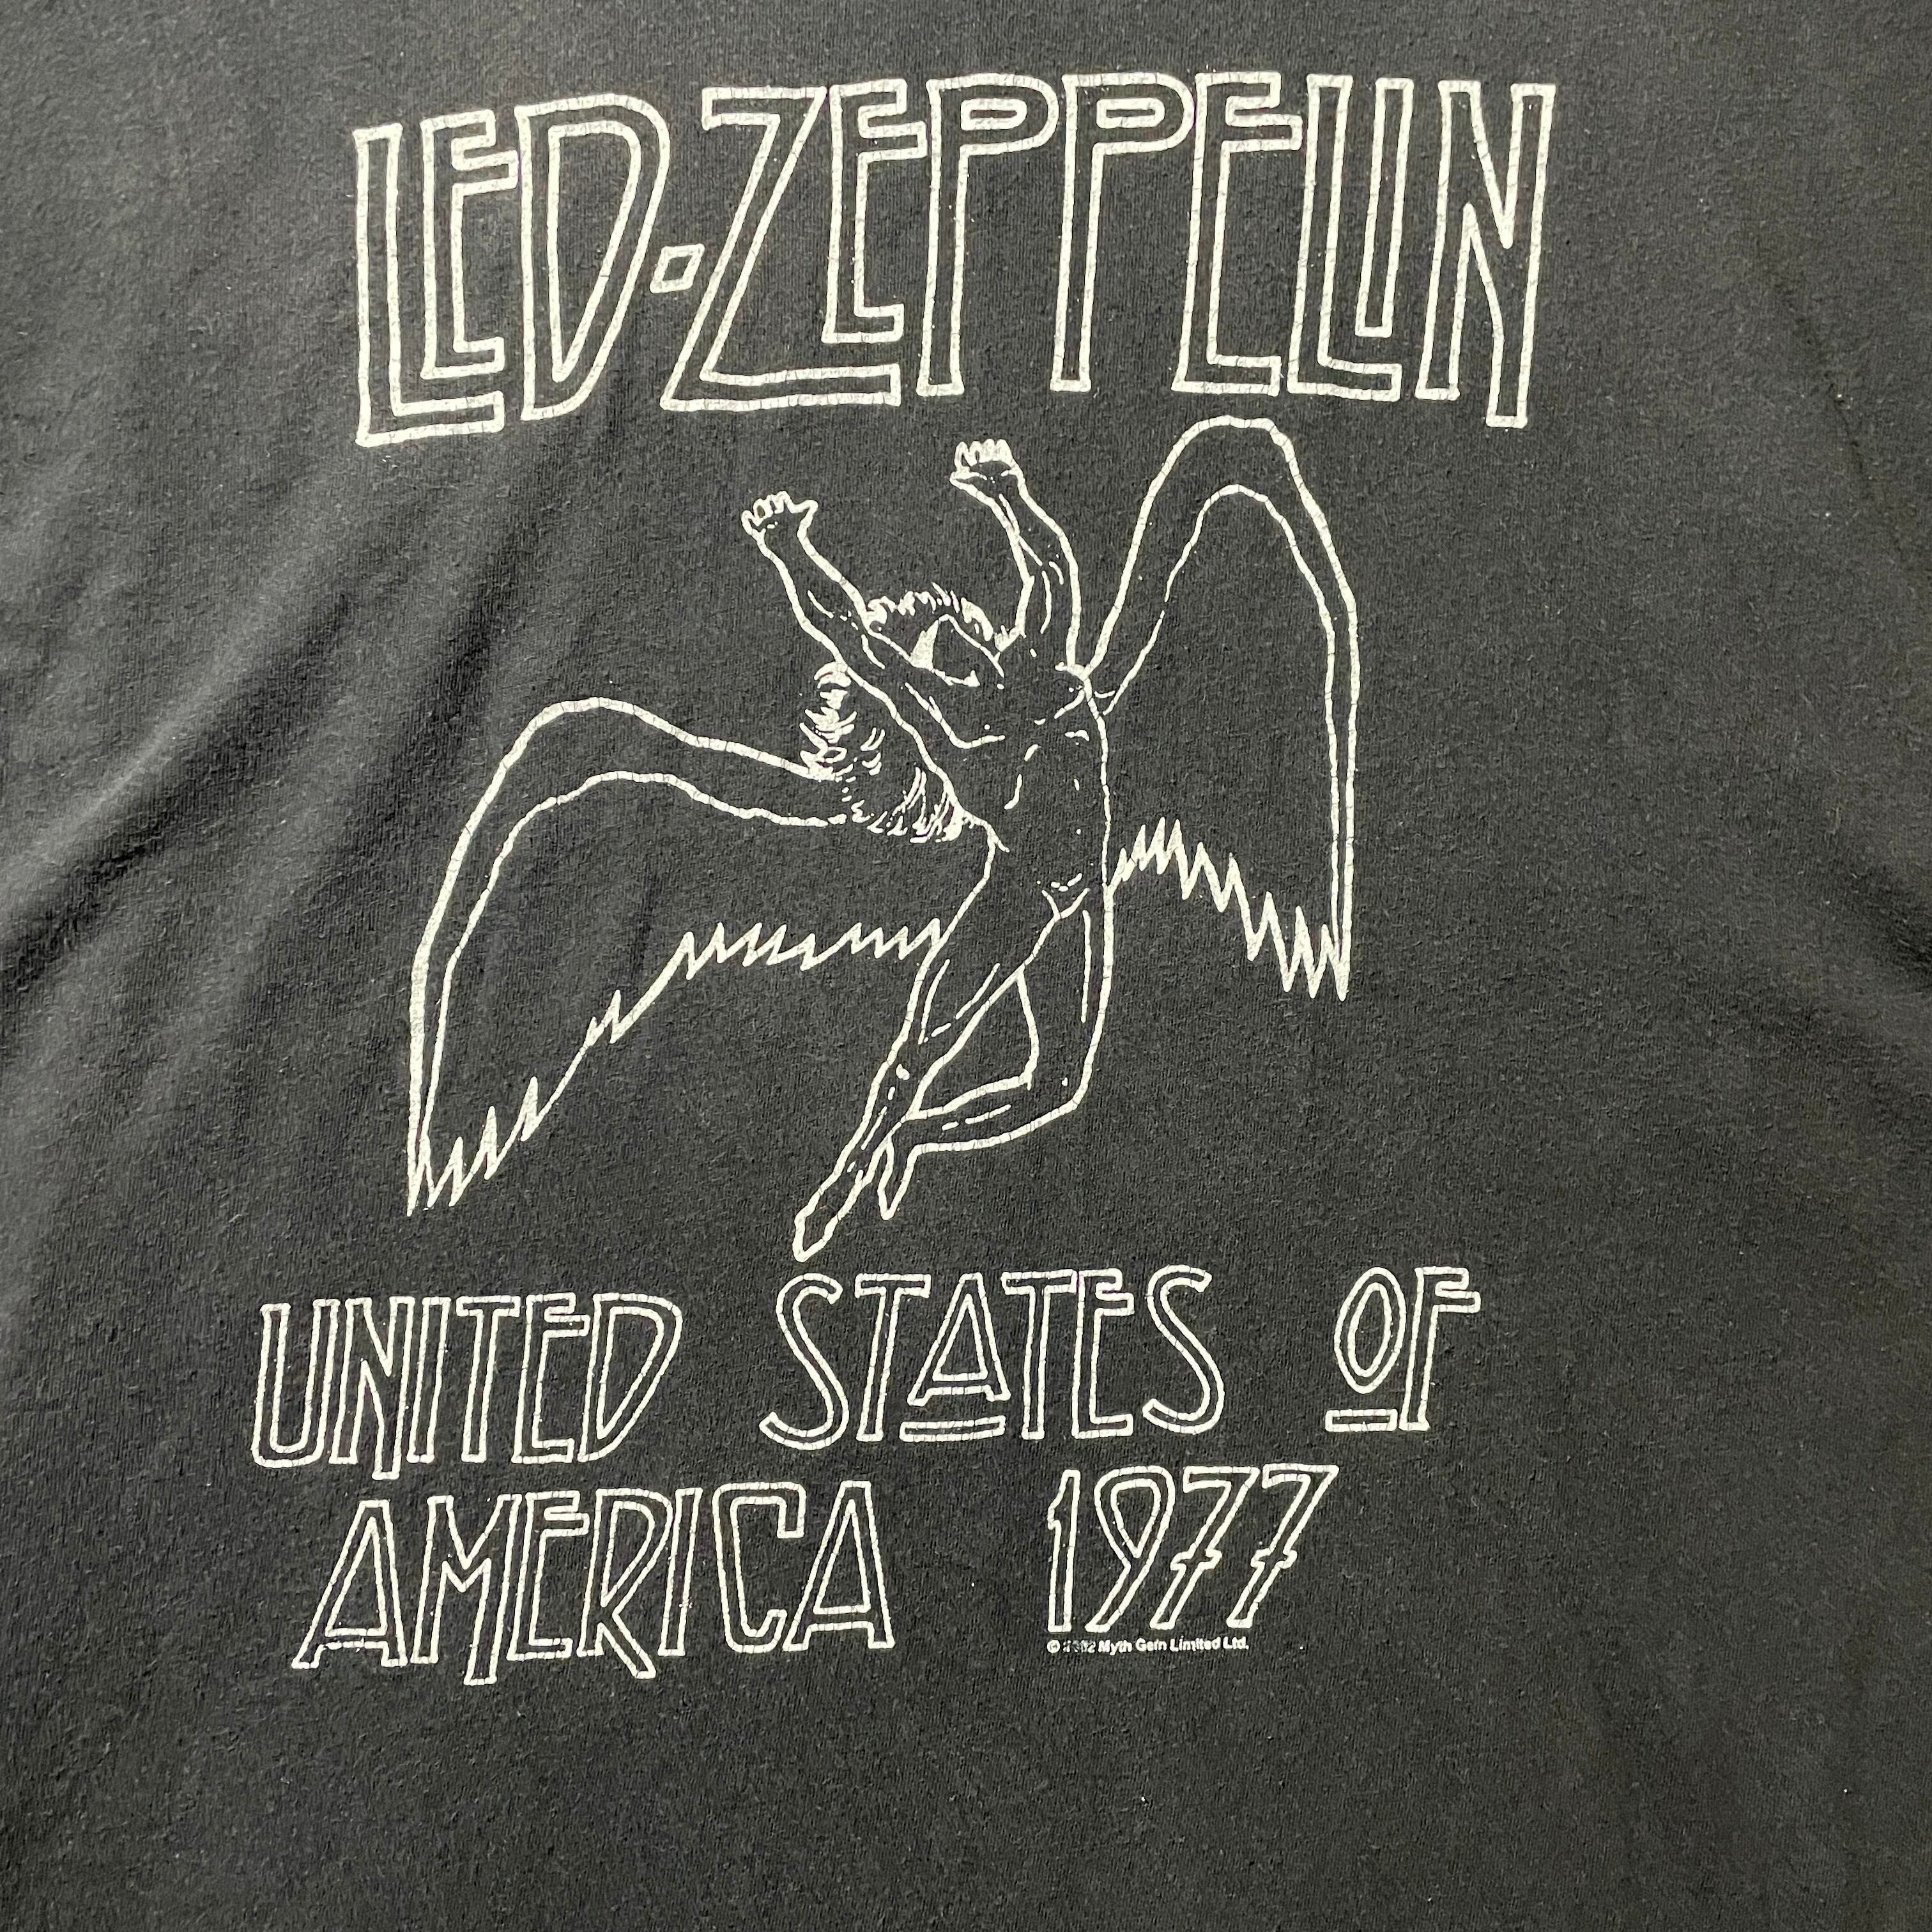 LED-ZEPPELIN
UNITED STATES OF
AMERICA 1977
© Myth Gem Limited Ltd.